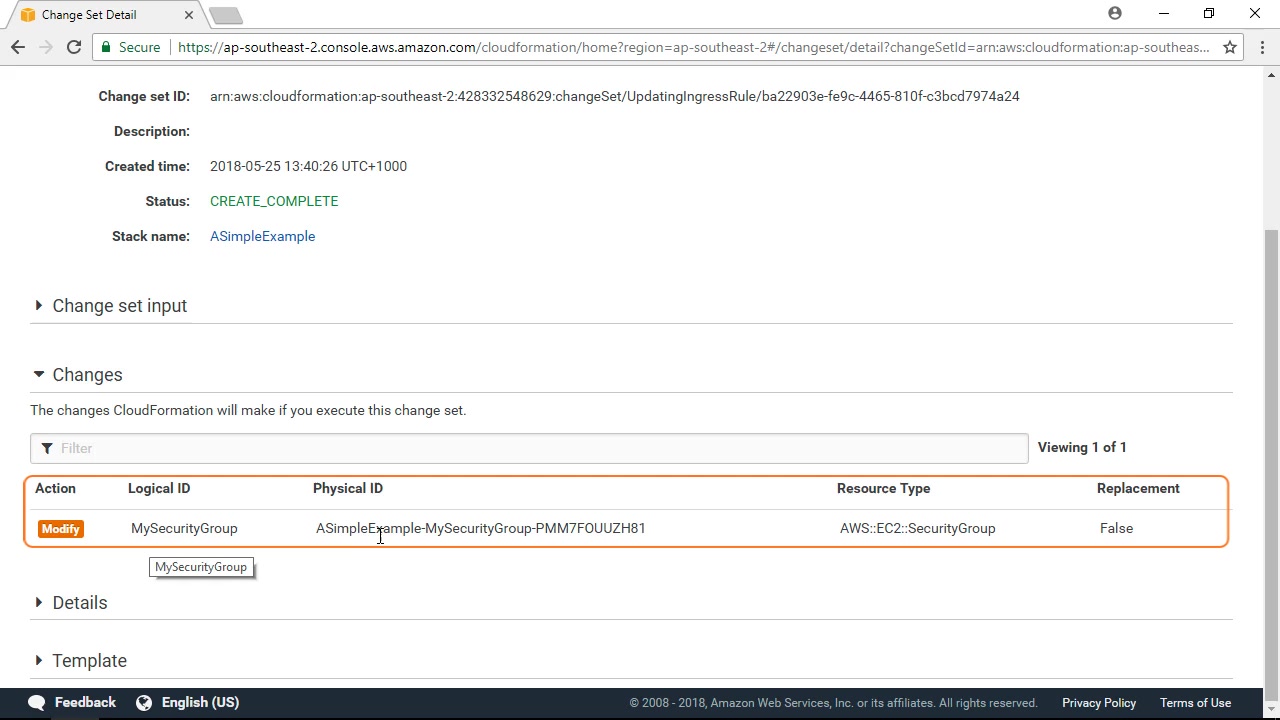 Change Set Detail
Secure https://ap-southeast-2.console.aws.amazon.com/cloudformation/home?region=ap-southeast-2#/changeset/detail?changeSetId=arn:aws:cloudformation:ap-southeas...
Change set ID: arn:aws:cloudformation:ap-southeast-2:428332548629:changeSet/UpdatingIngressRule/ba22903e-fe9c-4465-810f-c3bcd7974a24
Description:
Created time: 2018-05-25 13:40:26 UTC+1000
Status: CREATE_COMPLETE
Stack name: ASimpleExample
Change set input
Changes
The changes CloudFormation will make if you execute this change set.
Filter Viewing 1 of 1
Action Logical ID Physical ID Resource Type Replacement
Modify MySecurityGroup ASimpleExample-MySecurityGroup-PMM7FOUUZH81 AWS::EC2::SecurityGroup False
MySecurityGroup
Details
Template
Feedback English (US) © 2008 - 2018, Amazon Web Services, Inc. or its affiliates. All rights reserved. Privacy Policy Terms of Use